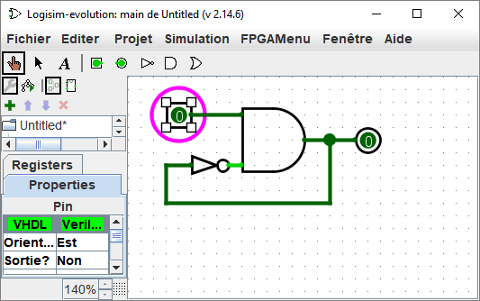 Logisim-evolution: main de Untitled (v 2.14.6)
Fichier Editer Projet Simulation FPGAMenu Fenêtre Aide
A
Untitled*
Registers
Properties
Pin
VHDL Veril...
Orient... Est
Sortie? Non
140%
0
0